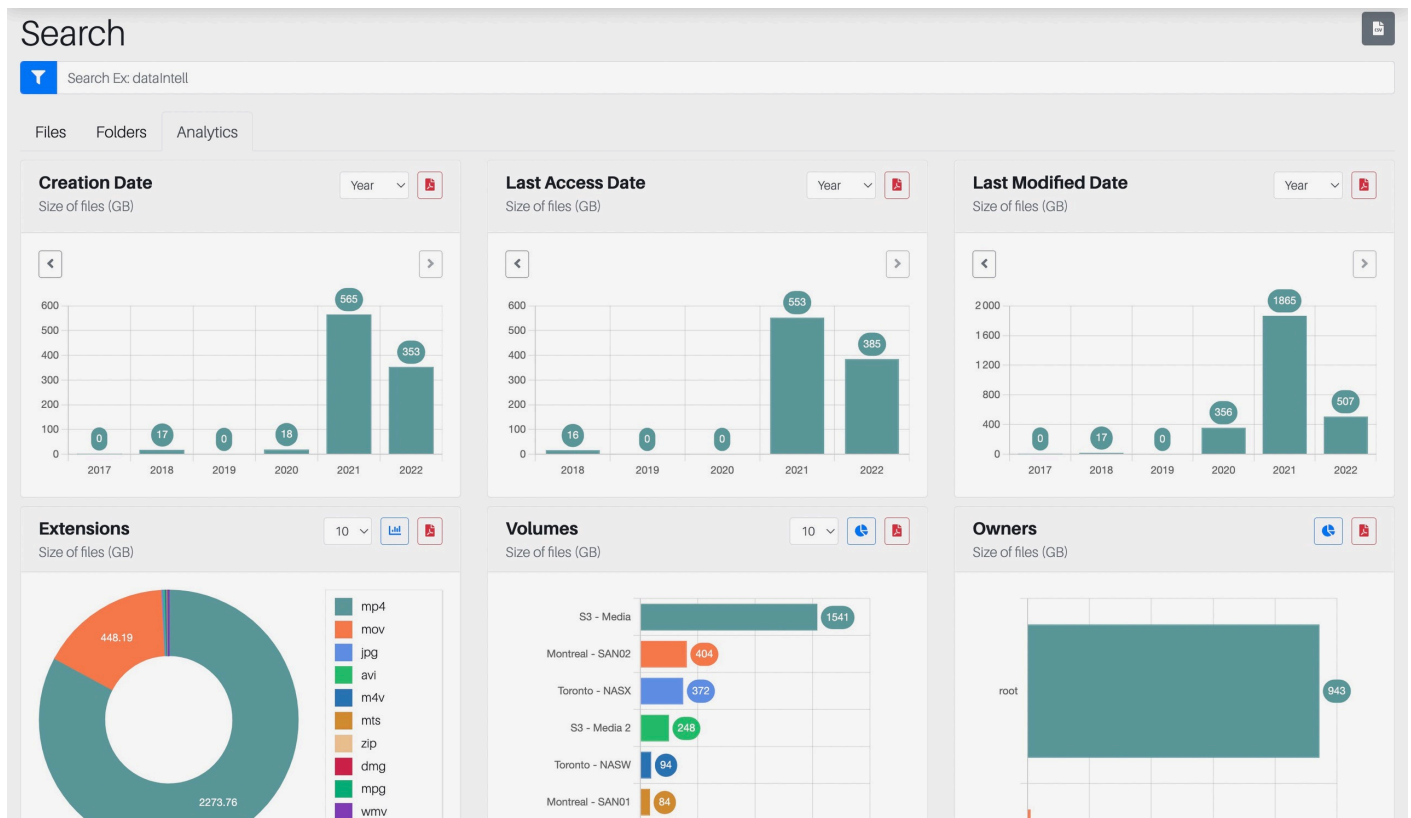 Search
CSV
Search Ex: dataIntell
Files Folders Analytics
Creation Date
Size of files (GB)
Year
600
500
400
300
200
100
0
0
17
0
18
565
353
2017 2018 2019 2020 2021 2022
Last Access Date
Size of files (GB)
Year
600
500
400
300
200
100
0
16
0
0
553
385
2018 2019 2020 2021 2022
Last Modified Date
Size of files (GB)
Year
2 000
1 600
1 200
800
400
0
0
17
0
356
1865
507
2017 2018 2019 2020 2021 2022
Extensions
Size of files (GB)
10
448.19
2273.76
mp4
mov
jpg
avi
m4v
mts
zip
dmg
mpg
wmv
Volumes
Size of files (GB)
10
S3 - Media 1541
Montreal - SAN02 404
Toronto - NASX 372
S3 - Media 2 248
Toronto - NASW 94
Montreal - SAN01 84
Owners
Size of files (GB)
root 943